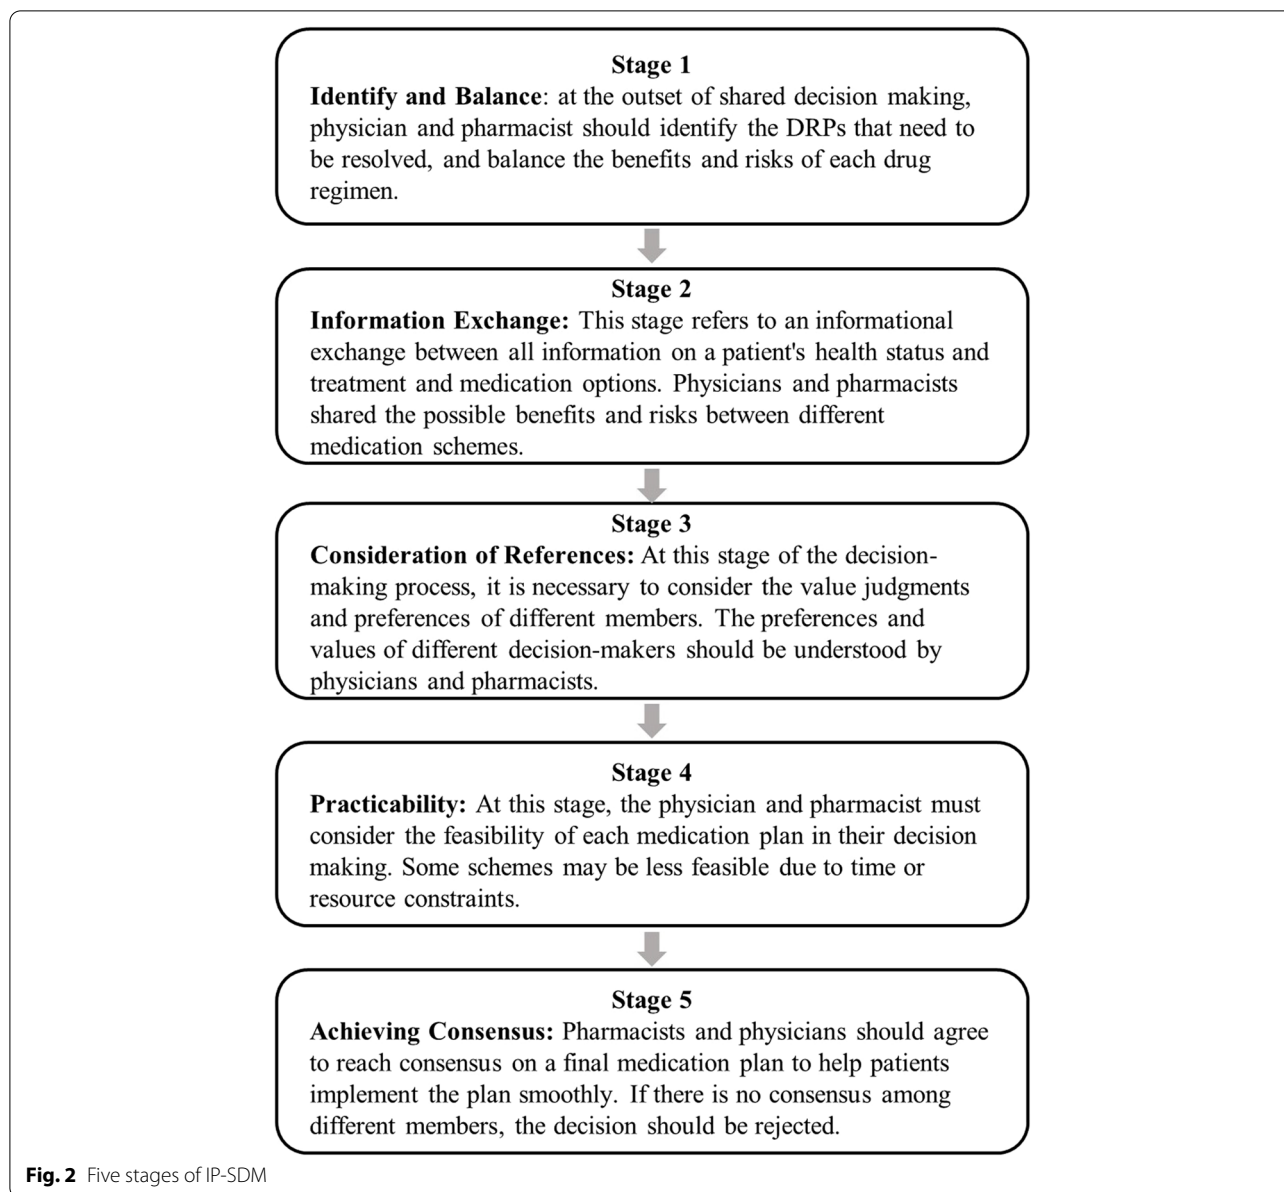 Stage 1
Identify and Balance: at the outset of shared decision making,
physician and pharmacist should identify the DRPs that need to
be resolved, and balance the benefits and risks of each drug
regimen.
Stage 2
Information Exchange: This stage refers to an informational
exchange between all information on a patient's health status and
treatment and medication options. Physicians and pharmacists
shared the possible benefits and risks between different
medication schemes.
Stage 3
Consideration of References: At this stage of the decision-
making process, it is necessary to consider the value judgments
and preferences of different members. The preferences and
values of different decision-makers should be understood by
physicians and pharmacists.
Stage 4
Practicability: At this stage, the physician and pharmacist must
consider the feasibility of each medication plan in their decision
making. Some schemes may be less feasible due to time or
resource constraints.
Stage 5
Achieving Consensus: Pharmacists and physicians should agree
to reach consensus on a final medication plan to help patients
implement the plan smoothly. If there is no consensus among
different members, the decision should be rejected.
Fig. 2 Five stages of IP-SDM